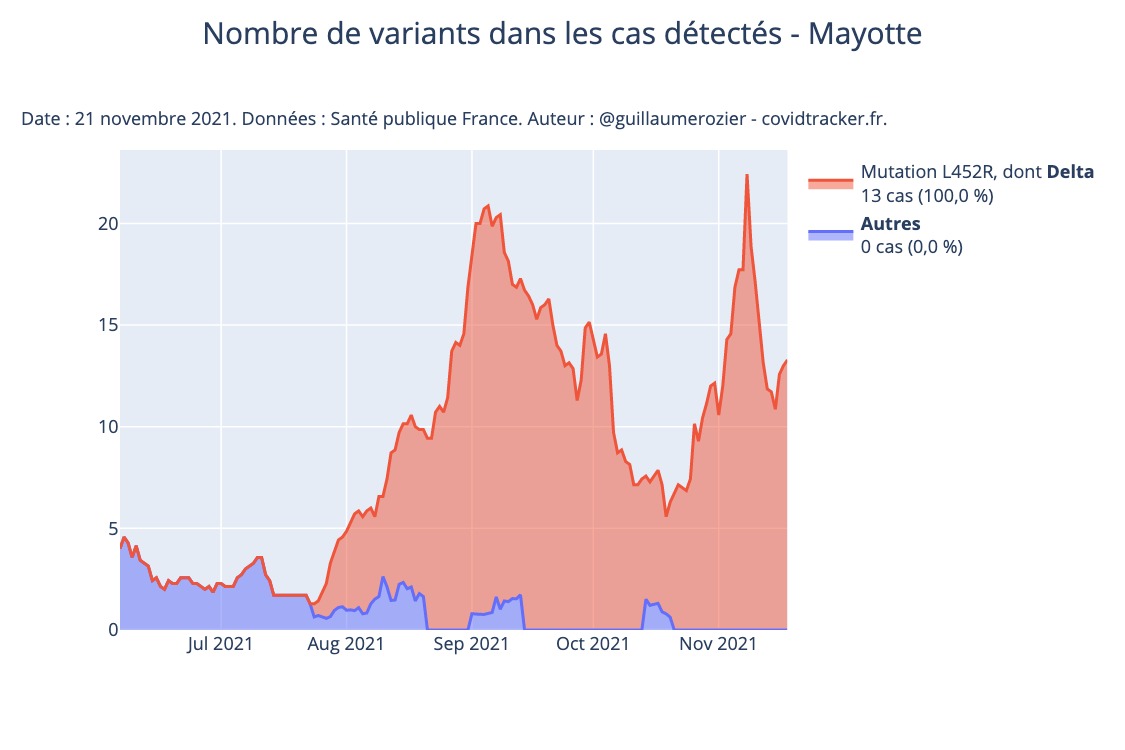 Nombre de variants dans les cas détectés - Mayotte
Date : 21 novembre 2021. Données : Santé publique France. Auteur : @guillaumerozier - covidtracker.fr.
Mutation L452R, dont Delta
13 cas (100,0 %)
Autres
0 cas (0,0 %)
20
15
10
5
0
Jul 2021
Aug 2021
Sep 2021
Oct 2021
Nov 2021